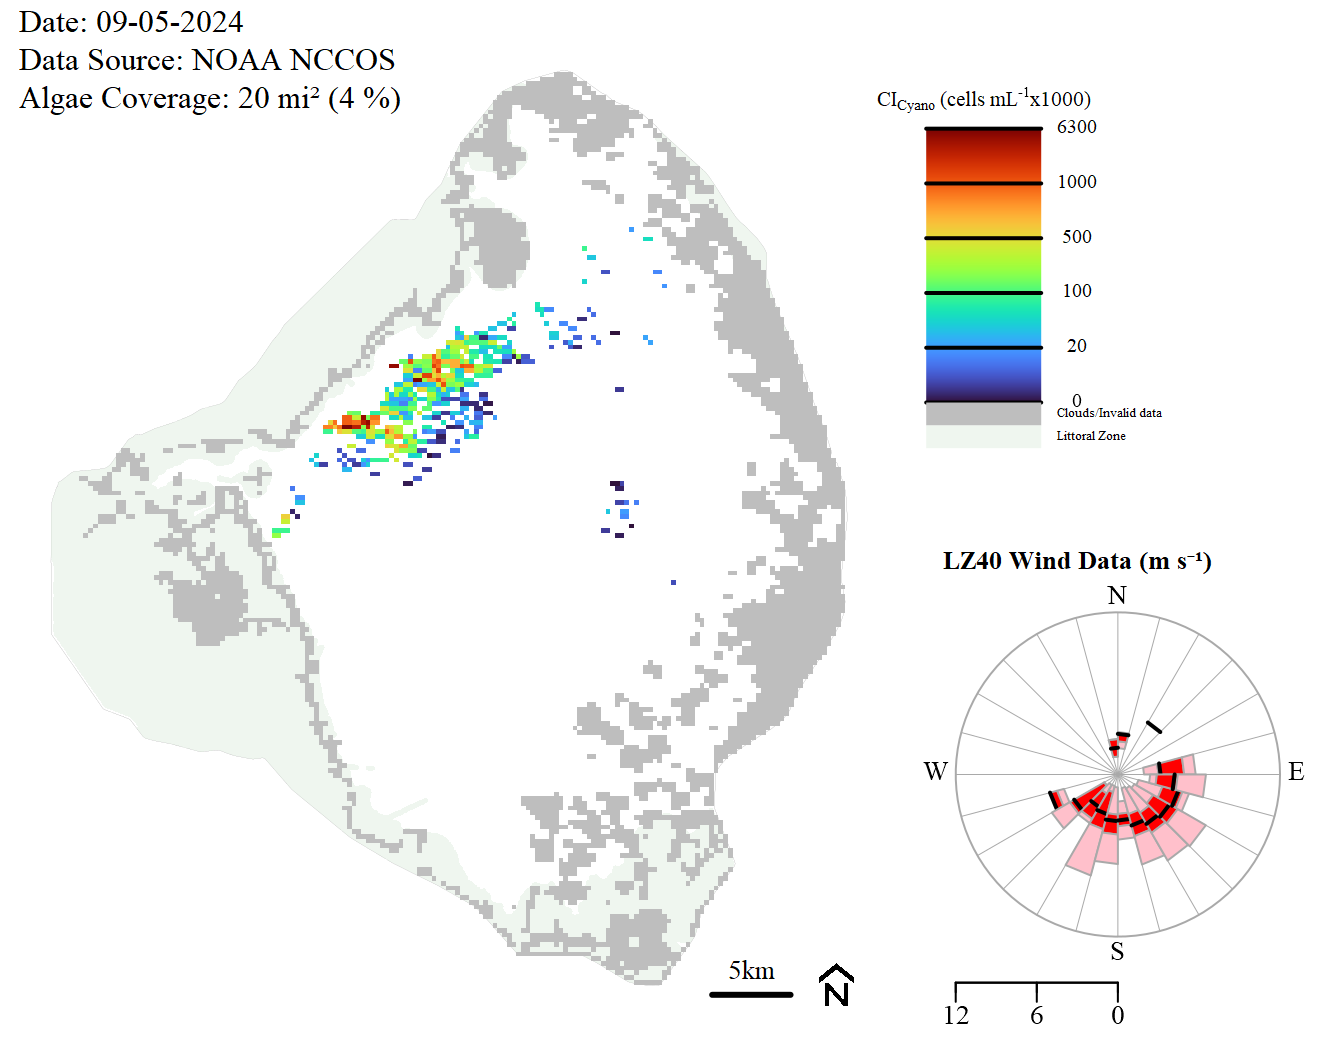 Date: 09-05-2024
Data Source: NOAA NCCOS
Algae Coverage: 20 mi² (4 %)
CI_Cyano (cells mL⁻¹x1000)
6300
1000
500
100
20
0
Clouds/Invalid data
Littoral Zone
LZ40 Wind Data (m s⁻¹)
N
W
E
S
5km
N
12
6
0